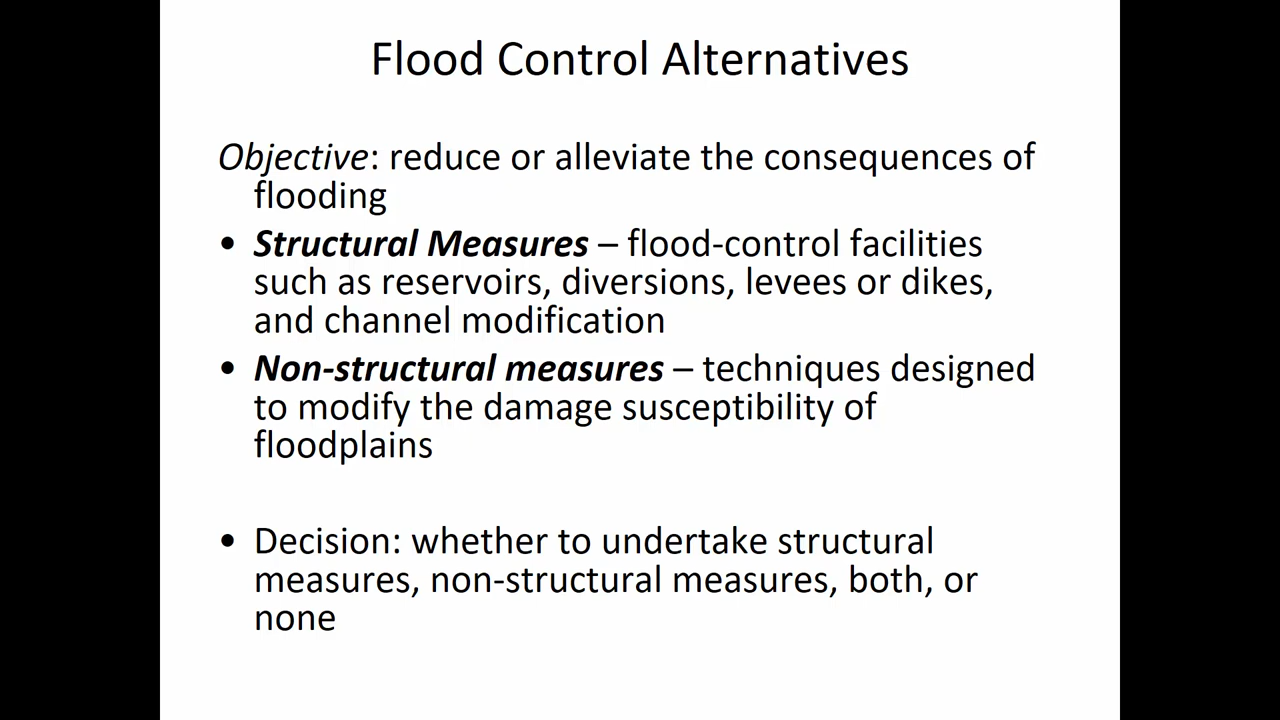 Flood Control Alternatives
Objective: reduce or alleviate the consequences of
flooding
• Structural Measures – flood-control facilities
such as reservoirs, diversions, levees or dikes,
and channel modification
• Non-structural measures – techniques designed
to modify the damage susceptibility of
floodplains
• Decision: whether to undertake structural
measures, non-structural measures, both, or
none